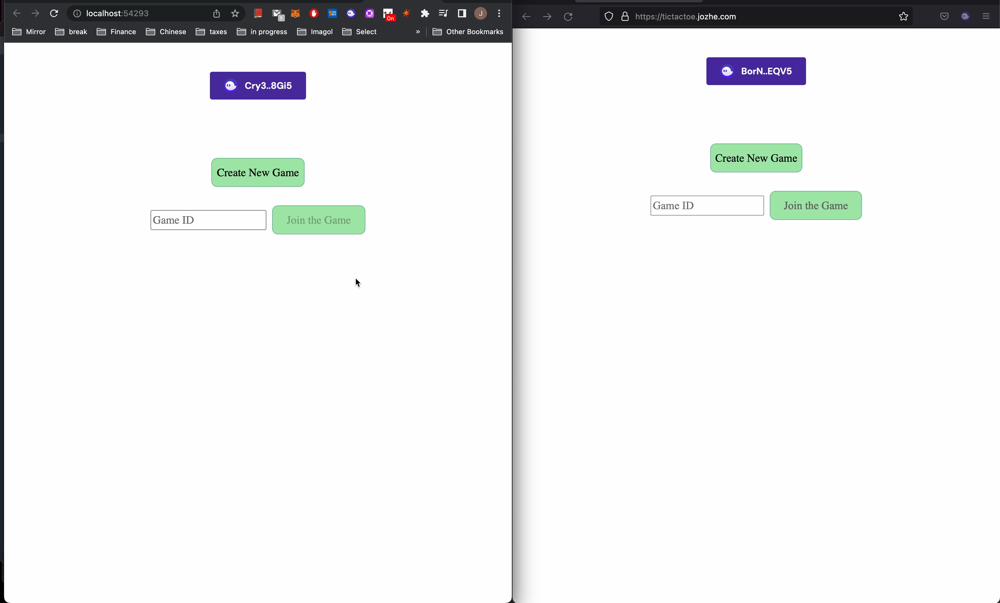 localhost:54293
?
On
J
Mirror
break
Finance
Chinese
taxes
in progress
Imagol
Select
»
Other Bookmarks
Cry3..8Gi5
Create New Game
Game ID
Join the Game
https://tictactoe.jozhe.com
BorN..EQV5
Create New Game
Game ID
Join the Game